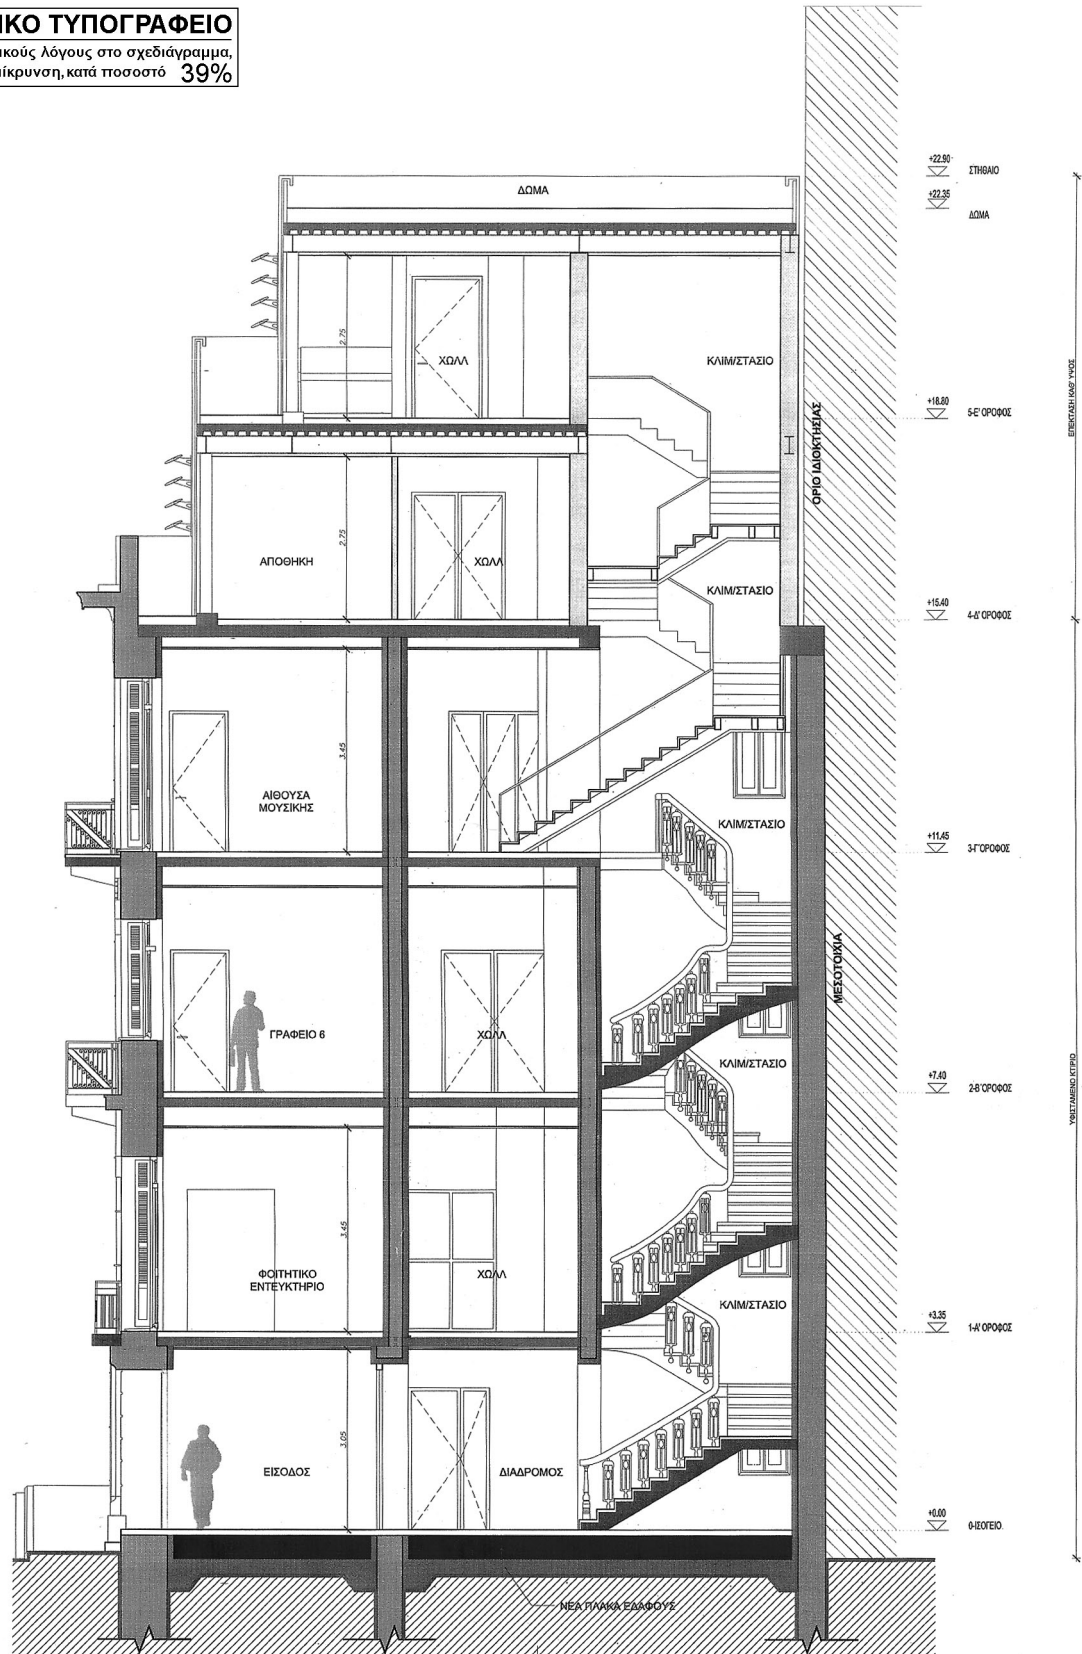 ΙΚΟ ΤΥΠΟΓΡΑΦΕΙΟ
ικούς λόγους στο σχεδιάγραμμα,
ίκρυνση, κατά ποσοστό 39%
+22.90
ΣΤΗΘΑΙΟ
ΔΩΜΑ
+22.35
ΔΩΜΑ
2.75
ΧΩΛΛ
ΚΛΙΜ/ΣΤΑΣΙΟ
ΕΠΕΚΤΑΣΗ ΚΑΘ' ΥΨΟΣ
+18.80
5-Ε' ΟΡΟΦΟΣ
ΟΡΙΟ ΙΔΙΟΚΤΗΣΙΑΣ
2.75
ΑΠΟΘΗΚΗ
ΧΩΛΛ
ΚΛΙΜ/ΣΤΑΣΙΟ
+15.40
4-Δ' ΟΡΟΦΟΣ
3.45
ΑΙΘΟΥΣΑ
ΜΟΥΣΙΚΗΣ
ΚΛΙΜ/ΣΤΑΣΙΟ
+11.45
3-Γ' ΟΡΟΦΟΣ
ΜΕΣΟΤΟΙΧΙΑ
ΓΡΑΦΕΙΟ 6
ΧΩΛΛ
ΚΛΙΜ/ΣΤΑΣΙΟ
+7.40
2-Β' ΟΡΟΦΟΣ
ΥΦΙΣΤΑΜΕΝΟ ΚΤΙΡΙΟ
3.45
ΦΟΙΤΗΤΙΚΟ
ΕΝΤΕΥΚΤΗΡΙΟ
ΧΩΛΛ
ΚΛΙΜ/ΣΤΑΣΙΟ
+3.35
1-Α' ΟΡΟΦΟΣ
3.05
ΕΙΣΟΔΟΣ
ΔΙΑΔΡΟΜΟΣ
+0.00
0-ΙΣΟΓΕΙΟ
ΝΕΑ ΠΛΑΚΑ ΕΔΑΦΟΥΣ